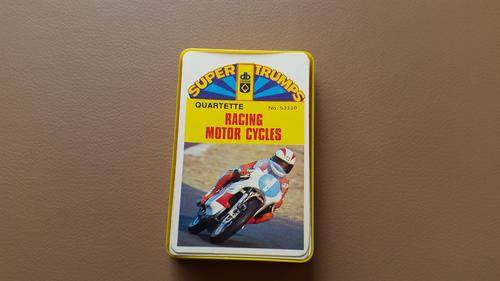 SUPER TRUMPS
db
QUARTETTE No. 53110
RACING
MOTOR CYCLES